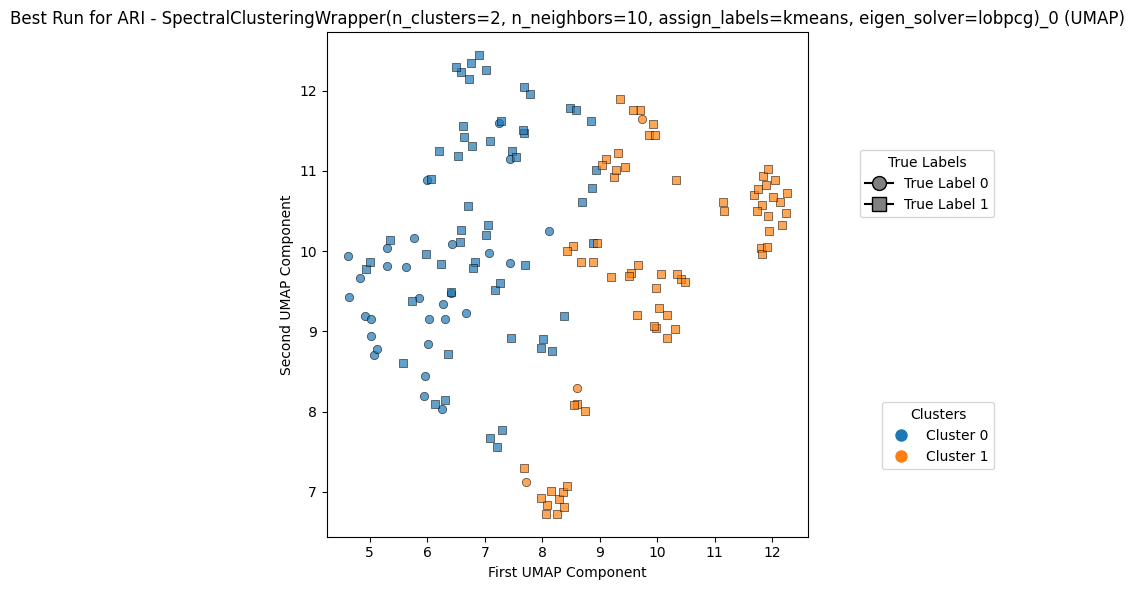 Best Run for ARI - SpectralClusteringWrapper(n_clusters=2, n_neighbors=10, assign_labels=kmeans, eigen_solver=lobpcg)_0 (UMAP)
Second UMAP Component
12
11
10
9
8
7
5 6 7 8 9 10 11 12
First UMAP Component
True Labels
True Label 0
True Label 1
Clusters
Cluster 0
Cluster 1